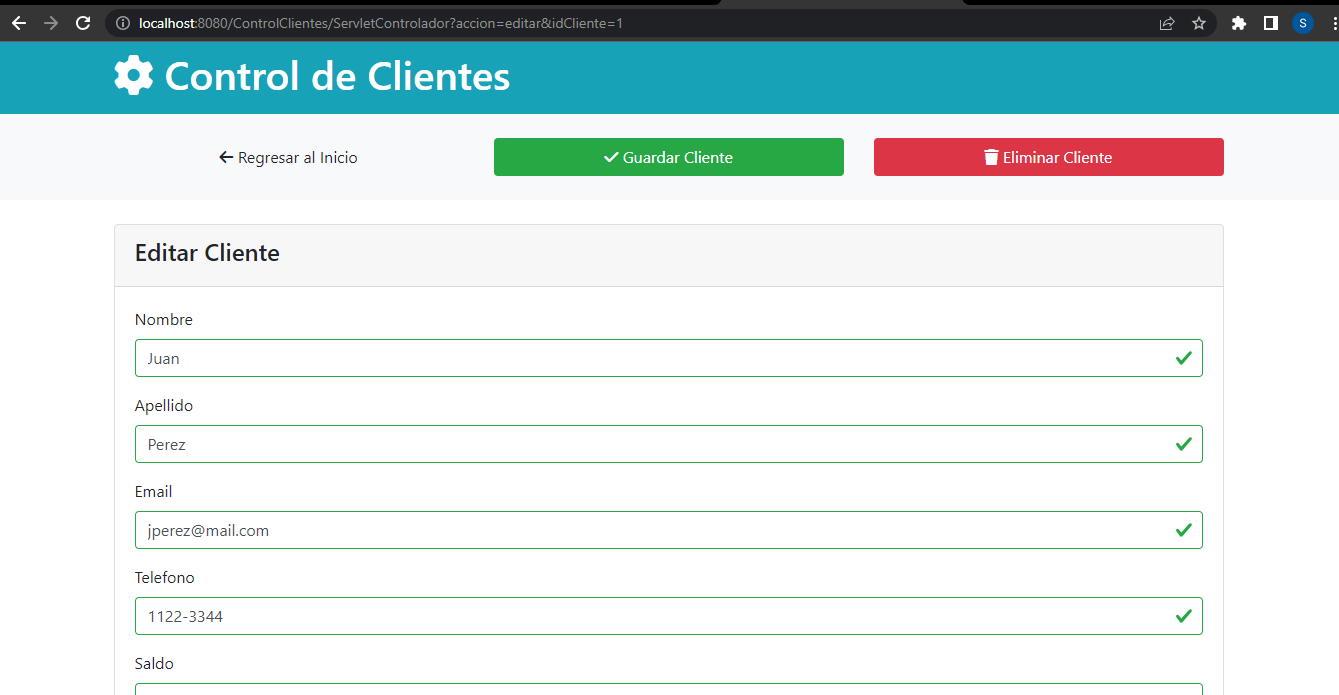 localhost:8080/ControlClientes/ServletControlador?accion=editar&idCliente=1
S
Control de Clientes
Regresar al Inicio
Guardar Cliente
Eliminar Cliente
Editar Cliente
Nombre
Juan
Apellido
Perez
Email
jperez@mail.com
Telefono
1122-3344
Saldo